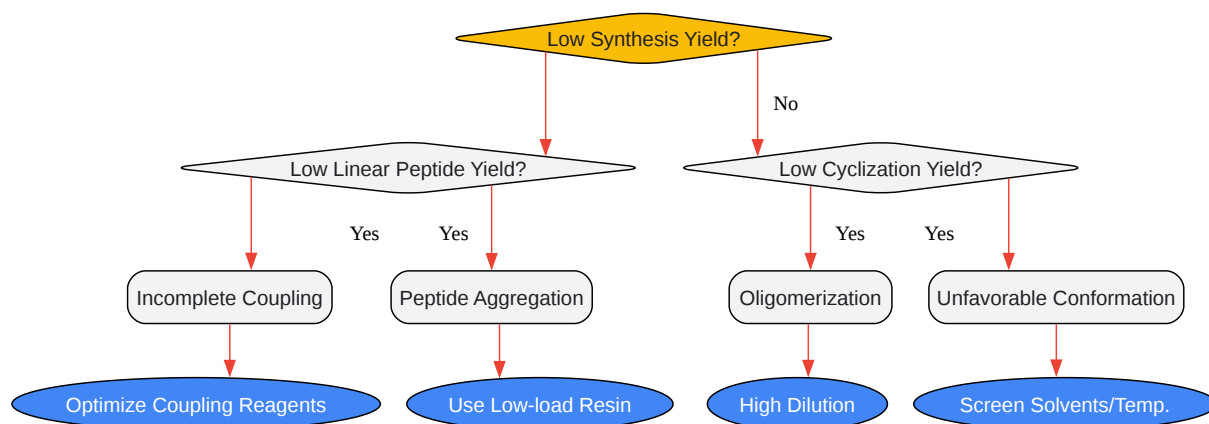 Low Synthesis Yield?
No
Low Linear Peptide Yield?
Low Cyclization Yield?
Yes
Yes
Yes
Yes
Incomplete Coupling
Peptide Aggregation
Oligomerization
Unfavorable Conformation
Optimize Coupling Reagents
Use Low-load Resin
High Dilution
Screen Solvents/Temp.